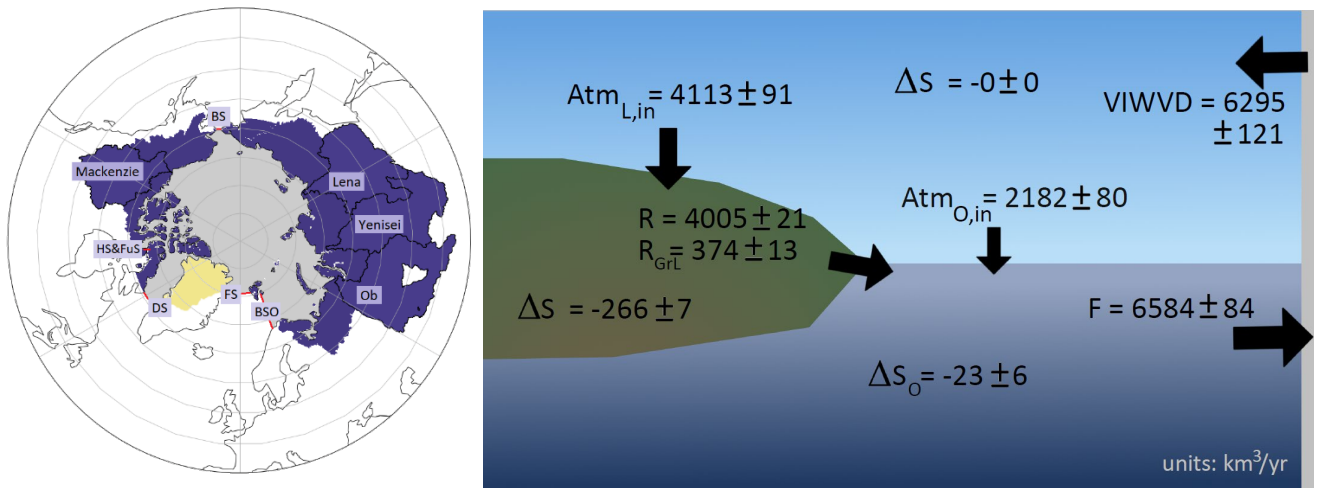 BS
Mackenzie
Lena
Yenisei
HS&FuS
Ob
FS
DS
BSO
Atm_L,in = 4113 ± 91
ΔS = -0 ± 0
VIWVD = 6295
± 121
R = 4005 ± 21
R_GrL = 374 ± 13
Atm_O,in = 2182 ± 80
ΔS = -266 ± 7
F = 6584 ± 84
ΔS_O = -23 ± 6
units: km³/yr